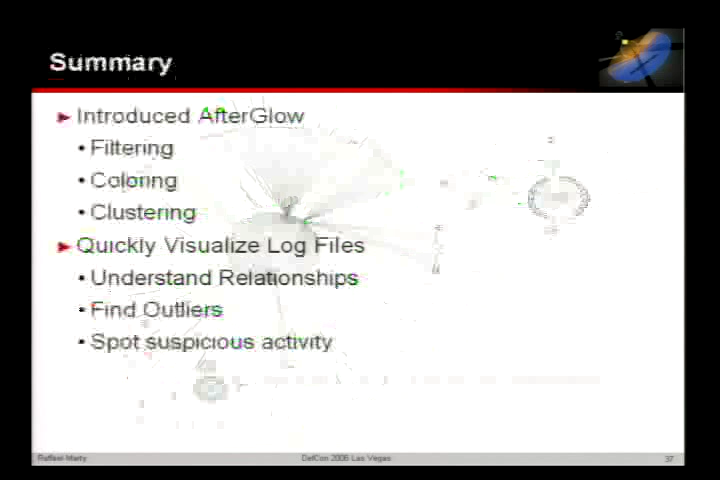 Summary
► Introduced AfterGlow
• Filtering
• Coloring
• Clustering
► Quickly Visualize Log Files
• Understand Relationships
• Find Outliers
• Spot suspicious activity
Raffael Marty
DefCon 2006 Las Vegas
37